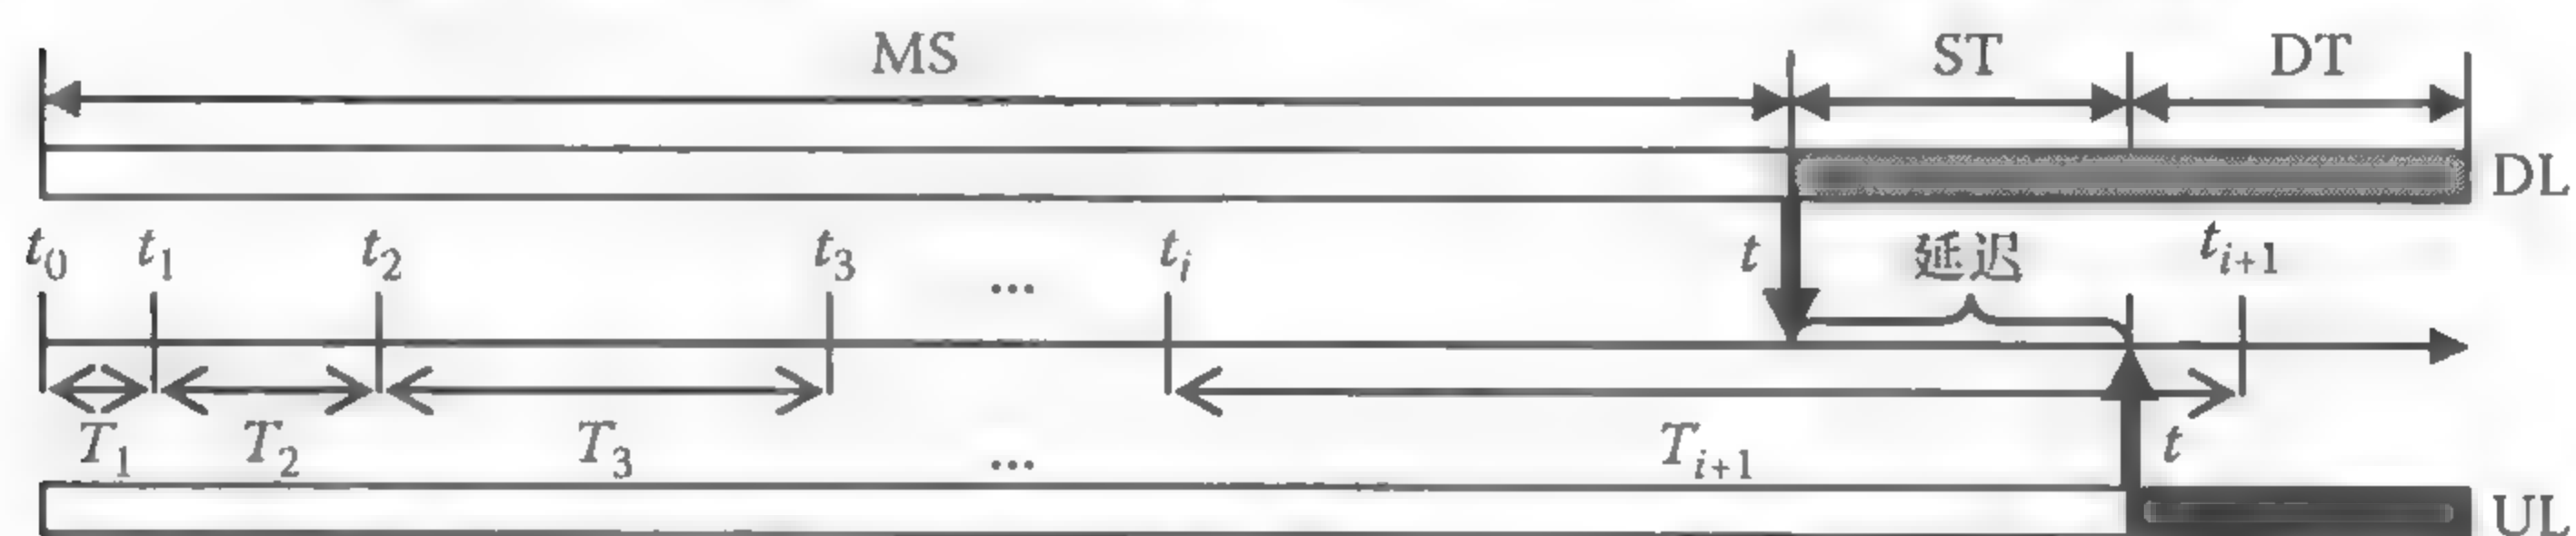 MS ST DT
DL
t₀ t₁ t₂ t₃ ... tᵢ t 延迟 tᵢ₊₁
T₁ T₂ T₃ ... Tᵢ₊₁ t
UL